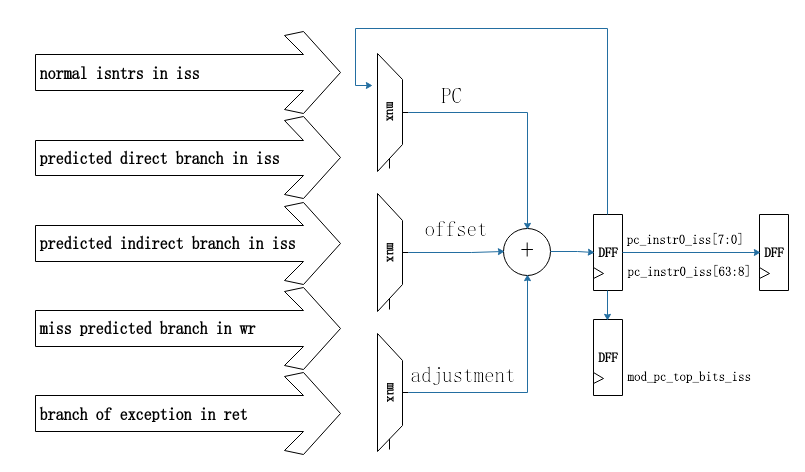 normal isntrs in iss
mux
PC
predicted direct branch in iss
predicted indirect branch in iss
mux
offset
+
DFF
pc_instr0_iss[7:0]
pc_instr0_iss[63:8]
DFF
miss predicted branch in wr
mux
adjustment
DFF
mod_pc_top_bits_iss
branch of exception in ret